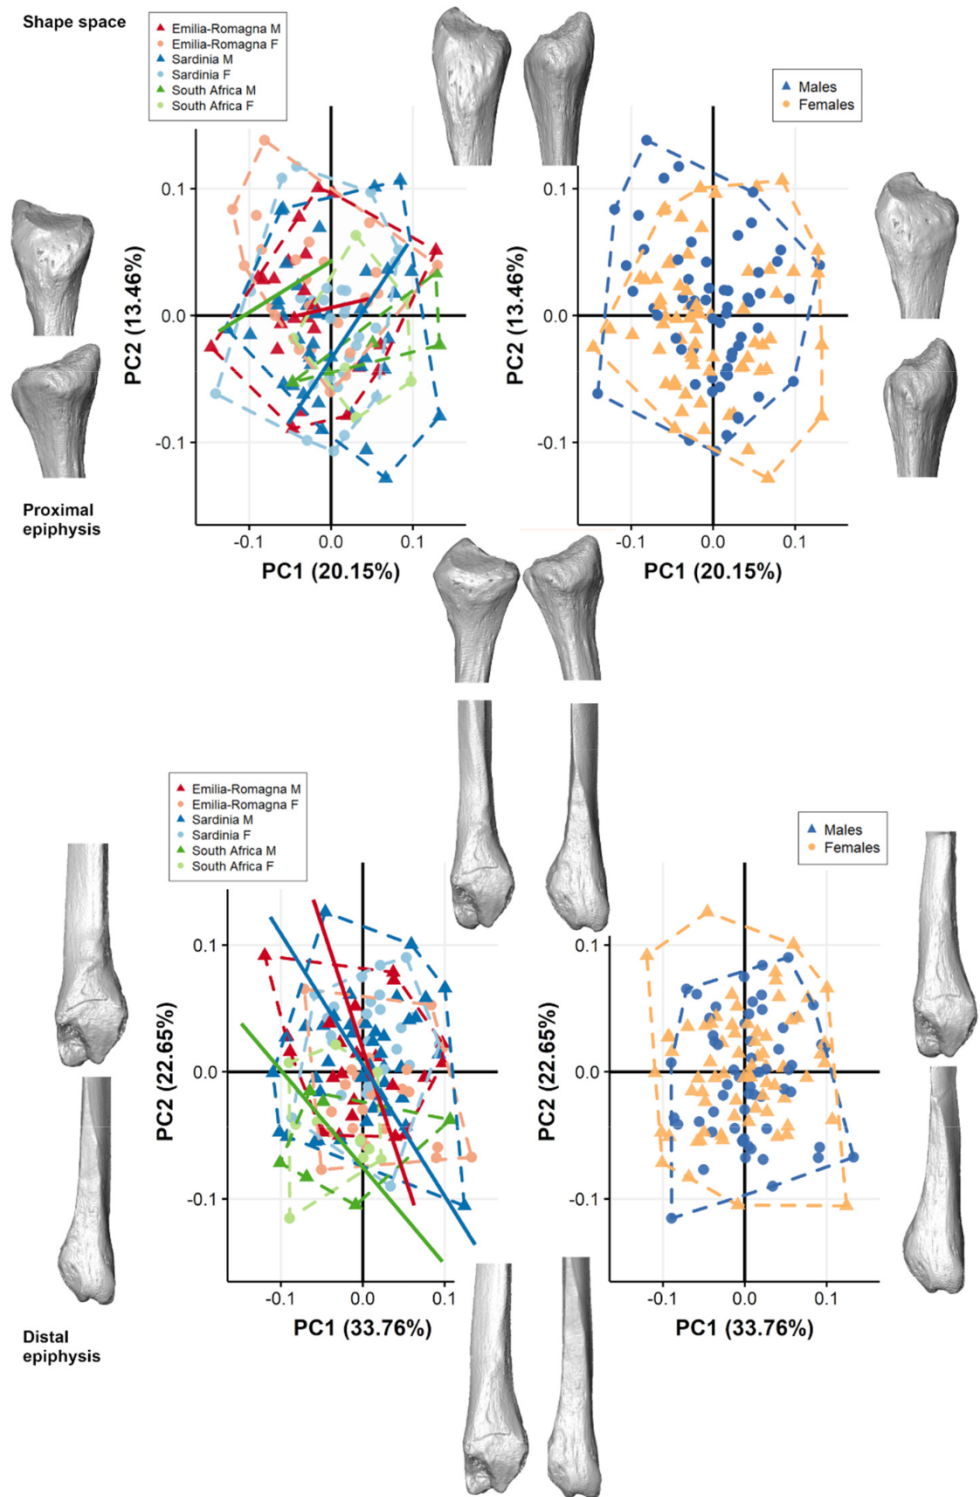 Shape space
Emilia-Romagna M
Emilia-Romagna F
Sardinia M
Sardinia F
South Africa M
South Africa F
Males
Females
0.1
0.0
-0.1
PC2 (13.46%)
-0.1
0.0
0.1
PC1 (20.15%)
0.1
0.0
-0.1
PC2 (13.46%)
-0.1
0.0
0.1
PC1 (20.15%)
Proximal
epiphysis
Emilia-Romagna M
Emilia-Romagna F
Sardinia M
Sardinia F
South Africa M
South Africa F
Males
Females
0.1
0.0
-0.1
PC2 (22.65%)
-0.1
0.0
0.1
PC1 (33.76%)
0.1
0.0
-0.1
PC2 (22.65%)
-0.1
0.0
0.1
PC1 (33.76%)
Distal
epiphysis